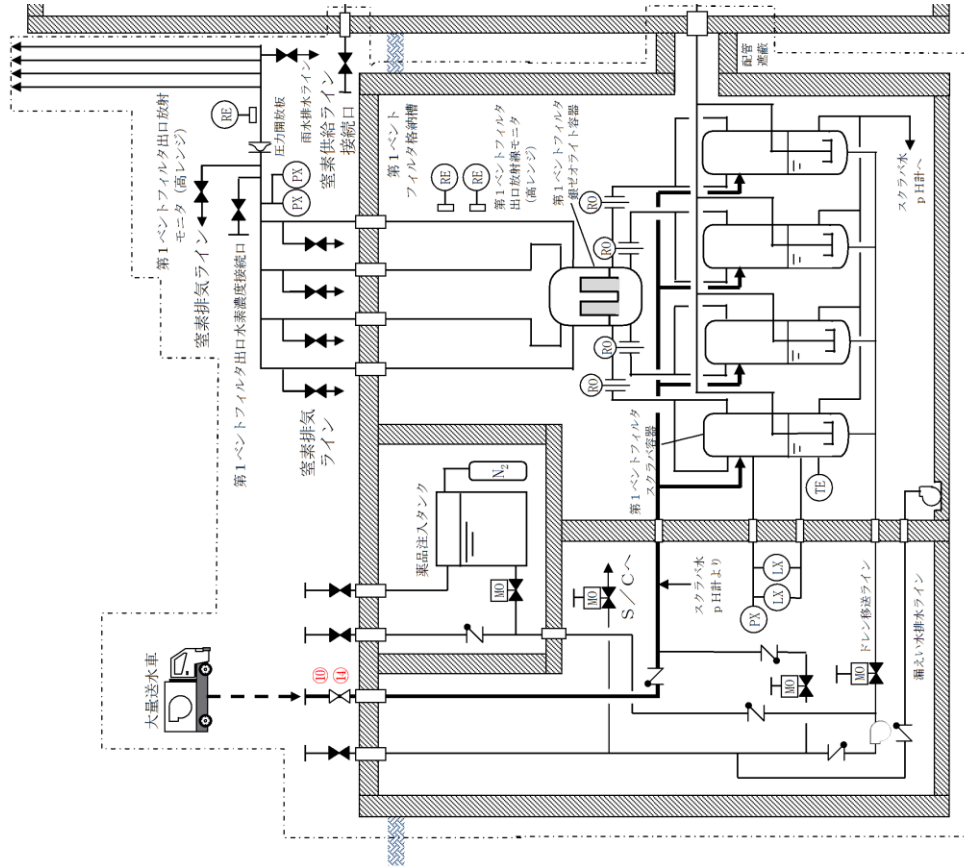 第１ベントフィルタ出口放射
モニタ（高レンジ）
窒素排気ライン
第１ベントフィルタ出口水素濃度接続口
窒素排気
ライン
RE
圧力開放板
雨水排水ライン
窒素供給ライン
接続口
PX
PX
第１ベント
フィルタ格納槽
RE
RE
第１ベントフィルタ
出口放射線モニタ
（高レンジ）
第１ベントフィルタ
銀ゼオライト容器
配管
遮蔽
RO
RO
RO
RO
第１ベントフィルタ
スクラバ容器
スクラバ水
ｐＨ計へ
TE
大量送水車
⑩
⑭
薬品注入タンク
N₂
MO
MO
Ｓ／Ｃへ
スクラバ水
ｐＨ計より
PX
LX
LX
MO
MO
ドレン移送ライン
漏えい水排水ライン